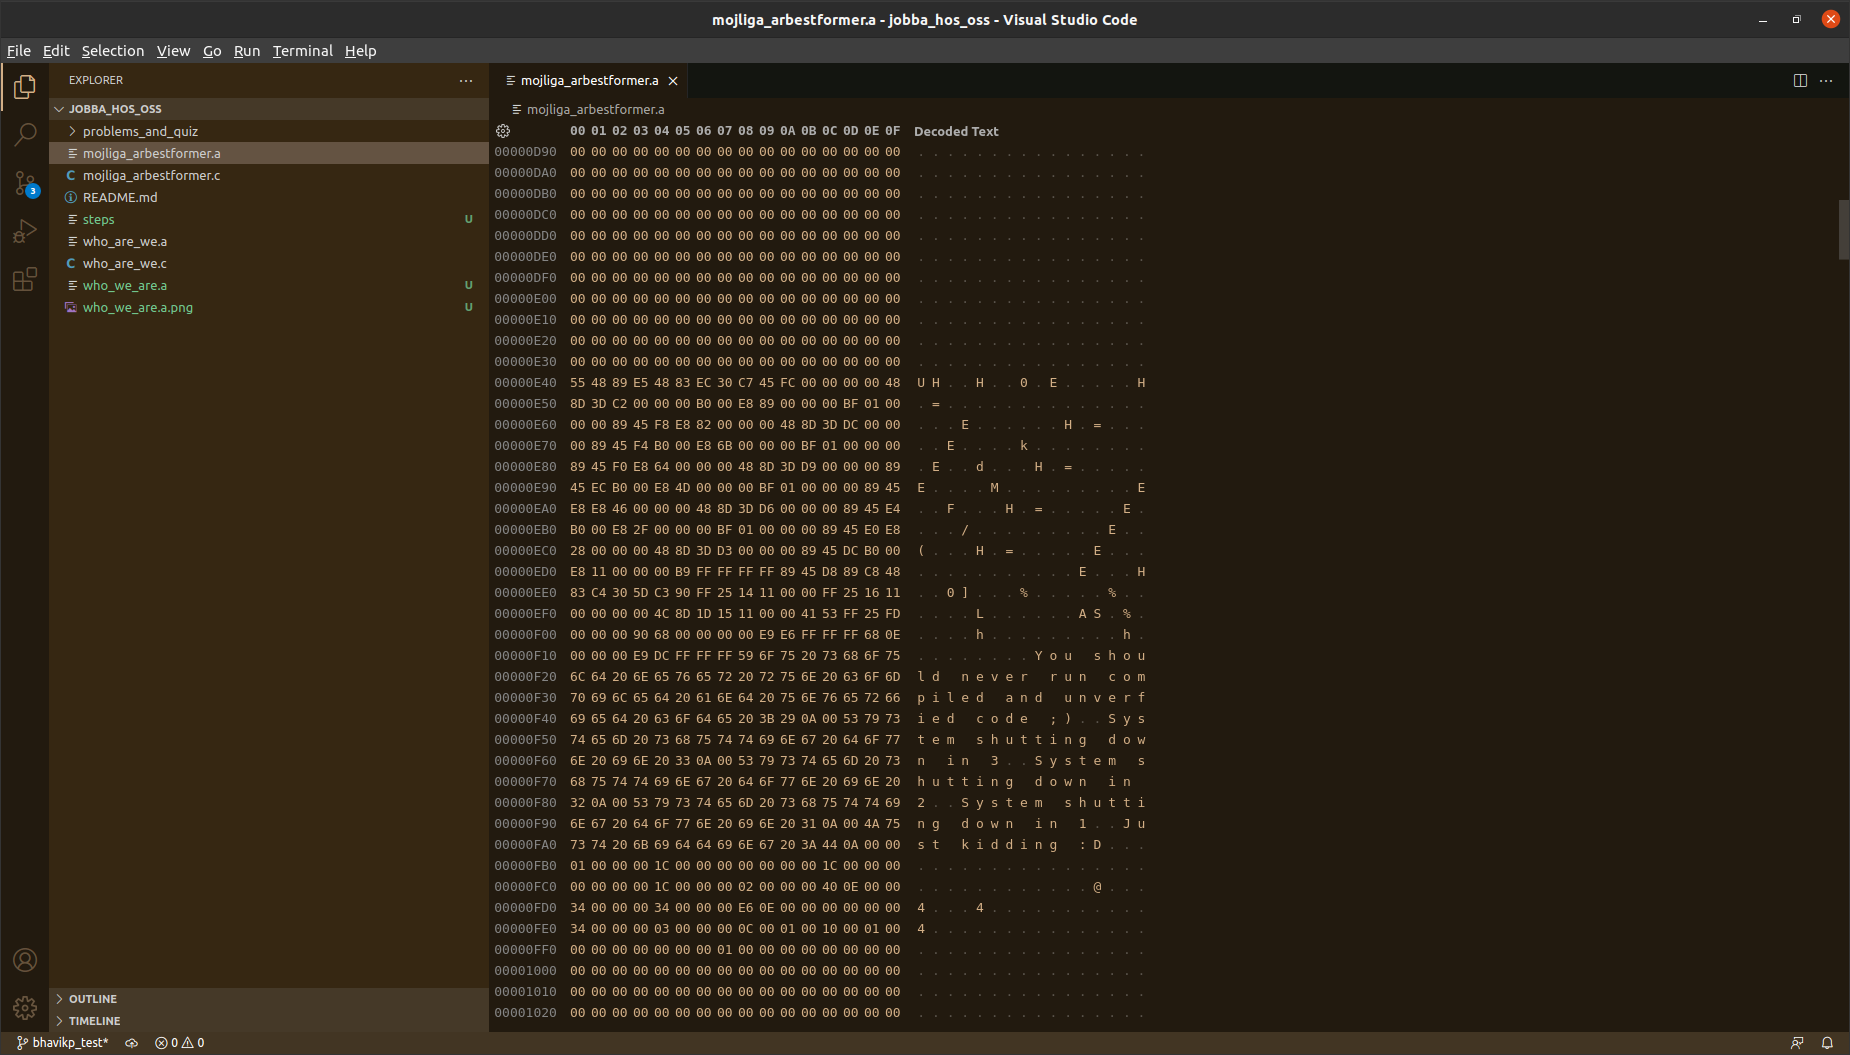 mojliga_arbestformer.a - jobba_hos_oss - Visual Studio Code
File Edit Selection View Go Run Terminal Help
EXPLORER
JOBBA_HOS_OSS
problems_and_quiz
mojliga_arbestformer.a
C mojliga_arbestformer.c
README.md
steps U
who_are_we.a
C who_are_we.c
who_we_are.a U
who_we_are.a.png U
OUTLINE
TIMELINE
3
mojliga_arbestformer.a
mojliga_arbestformer.a
00 01 02 03 04 05 06 07 08 09 0A 0B 0C 0D 0E 0F Decoded Text
00000D90 00 00 00 00 00 00 00 00 00 00 00 00 00 00 00 00 . . . . . . . . . . . . . . . .
00000DA0 00 00 00 00 00 00 00 00 00 00 00 00 00 00 00 00 . . . . . . . . . . . . . . . .
00000DB0 00 00 00 00 00 00 00 00 00 00 00 00 00 00 00 00 . . . . . . . . . . . . . . . .
00000DC0 00 00 00 00 00 00 00 00 00 00 00 00 00 00 00 00 . . . . . . . . . . . . . . . .
00000DD0 00 00 00 00 00 00 00 00 00 00 00 00 00 00 00 00 . . . . . . . . . . . . . . . .
00000DE0 00 00 00 00 00 00 00 00 00 00 00 00 00 00 00 00 . . . . . . . . . . . . . . . .
00000DF0 00 00 00 00 00 00 00 00 00 00 00 00 00 00 00 00 . . . . . . . . . . . . . . . .
00000E00 00 00 00 00 00 00 00 00 00 00 00 00 00 00 00 00 . . . . . . . . . . . . . . . .
00000E10 00 00 00 00 00 00 00 00 00 00 00 00 00 00 00 00 . . . . . . . . . . . . . . . .
00000E20 00 00 00 00 00 00 00 00 00 00 00 00 00 00 00 00 . . . . . . . . . . . . . . . .
00000E30 00 00 00 00 00 00 00 00 00 00 00 00 00 00 00 00 . . . . . . . . . . . . . . . .
00000E40 55 48 89 E5 48 83 EC 30 C7 45 FC 00 00 00 00 48 U H . . H . . 0 . E . . . . . H
00000E50 8D 3D C2 00 00 00 B0 00 E8 89 00 00 00 BF 01 00 . = . . . . . . . . . . . . . .
00000E60 00 00 89 45 F8 E8 82 00 00 00 48 8D 3D DC 00 00 . . . E . . . . . . H . = . . .
00000E70 00 89 45 F4 B0 00 E8 6B 00 00 00 BF 01 00 00 00 . . E . . . . k . . . . . . . .
00000E80 89 45 F0 E8 64 00 00 00 48 8D 3D D9 00 00 00 89 . E . . d . . . H . = . . . . .
00000E90 45 EC B0 00 E8 4D 00 00 00 BF 01 00 00 00 89 45 E . . . . M . . . . . . . . . E
00000EA0 E8 E8 46 00 00 00 48 8D 3D D6 00 00 00 89 45 E4 . . F . . . H . = . . . . . E .
00000EB0 B0 00 E8 2F 00 00 00 BF 01 00 00 00 89 45 E0 E8 . . . / . . . . . . . . . E . .
00000EC0 28 00 00 00 48 8D 3D D3 00 00 00 89 45 DC B0 00 ( . . . H . = . . . . . E . . .
00000ED0 E8 11 00 00 00 B9 FF FF FF FF 89 45 D8 89 C8 48 . . . . . . . . . . . E . . . H
00000EE0 83 C4 30 5D C3 90 FF 25 14 11 00 00 FF 25 16 11 . . 0 ] . . . % . . . . . % . .
00000EF0 00 00 00 00 4C 8D 1D 15 11 00 00 41 53 FF 25 FD . . . . L . . . . . . A S . % .
00000F00 00 00 00 90 68 00 00 00 00 E9 E6 FF FF FF 68 0E . . . . h . . . . . . . . . h .
00000F10 00 00 00 E9 DC FF FF FF 59 6F 75 20 73 68 6F 75 . . . . . . . . Y o u   s h o u
00000F20 6C 64 20 6E 65 76 65 72 20 72 75 6E 20 63 6F 6D l d   n e v e r   r u n   c o m
00000F30 70 69 6C 65 64 20 61 6E 64 20 75 6E 76 65 72 66 p i l e d   a n d   u n v e r f
00000F40 69 65 64 20 63 6F 64 65 20 3B 29 0A 00 53 79 73 i e d   c o d e   ; ) . . S y s
00000F50 74 65 6D 20 73 68 75 74 74 69 6E 67 20 64 6F 77 t e m   s h u t t i n g   d o w
00000F60 6E 20 69 6E 20 33 0A 00 53 79 73 74 65 6D 20 73 n   i n   3 . . S y s t e m   s
00000F70 68 75 74 74 69 6E 67 20 64 6F 77 6E 20 69 6E 20 h u t t i n g   d o w n   i n
00000F80 32 0A 00 53 79 73 74 65 6D 20 73 68 75 74 74 69 2 . . S y s t e m   s h u t t i
00000F90 6E 67 20 64 6F 77 6E 20 69 6E 20 31 0A 00 4A 75 n g   d o w n   i n   1 . . J u
00000FA0 73 74 20 6B 69 64 64 69 6E 67 20 3A 44 0A 00 00 s t   k i d d i n g   : D . . .
00000FB0 01 00 00 00 1C 00 00 00 00 00 00 00 1C 00 00 00 . . . . . . . . . . . . . . . .
00000FC0 00 00 00 00 1C 00 00 00 02 00 00 00 40 0E 00 00 . . . . . . . . . . . . @ . . .
00000FD0 34 00 00 00 34 00 00 00 E6 0E 00 00 00 00 00 00 4 . . . 4 . . . . . . . . . . .
00000FE0 34 00 00 00 03 00 00 00 0C 00 01 00 10 00 01 00 4 . . . . . . . . . . . . . . .
00000FF0 00 00 00 00 00 00 00 01 00 00 00 00 00 00 00 00 . . . . . . . . . . . . . . . .
00001000 00 00 00 00 00 00 00 00 00 00 00 00 00 00 00 00 . . . . . . . . . . . . . . . .
00001010 00 00 00 00 00 00 00 00 00 00 00 00 00 00 00 00 . . . . . . . . . . . . . . . .
00001020 00 00 00 00 00 00 00 00 00 00 00 00 00 00 00 00 . . . . . . . . . . . . . . . .
bhavikp_test* 0 0